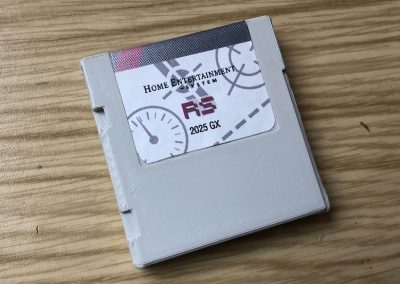 HOME ENTERTAINMENT
SYSTEM
RS
2025 GX